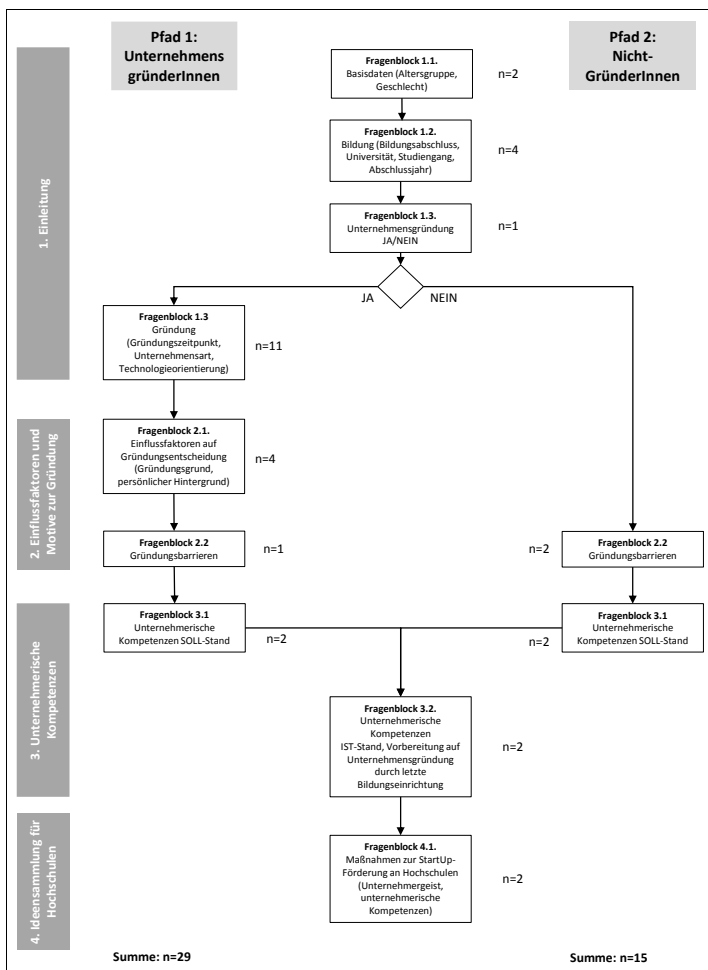 Pfad 1:
Unternehmens
gründerInnen
Pfad 2:
Nicht-
GründerInnen
1. Einleitung
Fragenblock 1.1.
Basisdaten (Altersgruppe,
Geschlecht)
n=2
Fragenblock 1.2.
Bildung (Bildungsabschluss,
Universität, Studiengang,
Abschlussjahr)
n=4
Fragenblock 1.3.
Unternehmensgründung
JA/NEIN
n=1
JA
NEIN
Fragenblock 1.3
Gründung
(Gründungszeitpunkt,
Unternehmensart,
Technologieorientierung)
n=11
2. Einflussfaktoren und
Motive zur Gründung
Fragenblock 2.1.
Einflussfaktoren auf
Gründungsentscheidung
(Gründungsgrund,
persönlicher Hintergrund)
n=4
Fragenblock 2.2
Gründungsbarrieren
n=1
n=2
Fragenblock 2.2
Gründungsbarrieren
3. Unternehmerische
Kompetenzen
Fragenblock 3.1
Unternehmerische
Kompetenzen SOLL-Stand
n=2
n=2
Fragenblock 3.1
Unternehmerische
Kompetenzen SOLL-Stand
Fragenblock 3.2.
Unternehmerische
Kompetenzen
IST-Stand, Vorbereitung auf
Unternehmensgründung
durch letzte
Bildungseinrichtung
n=2
4. Ideensammlung für
Hochschulen
Fragenblock 4.1.
Maßnahmen zur StartUp-
Förderung an Hochschulen
(Unternehmergeist,
unternehmerische
Kompetenzen)
n=2
Summe: n=29
Summe: n=15